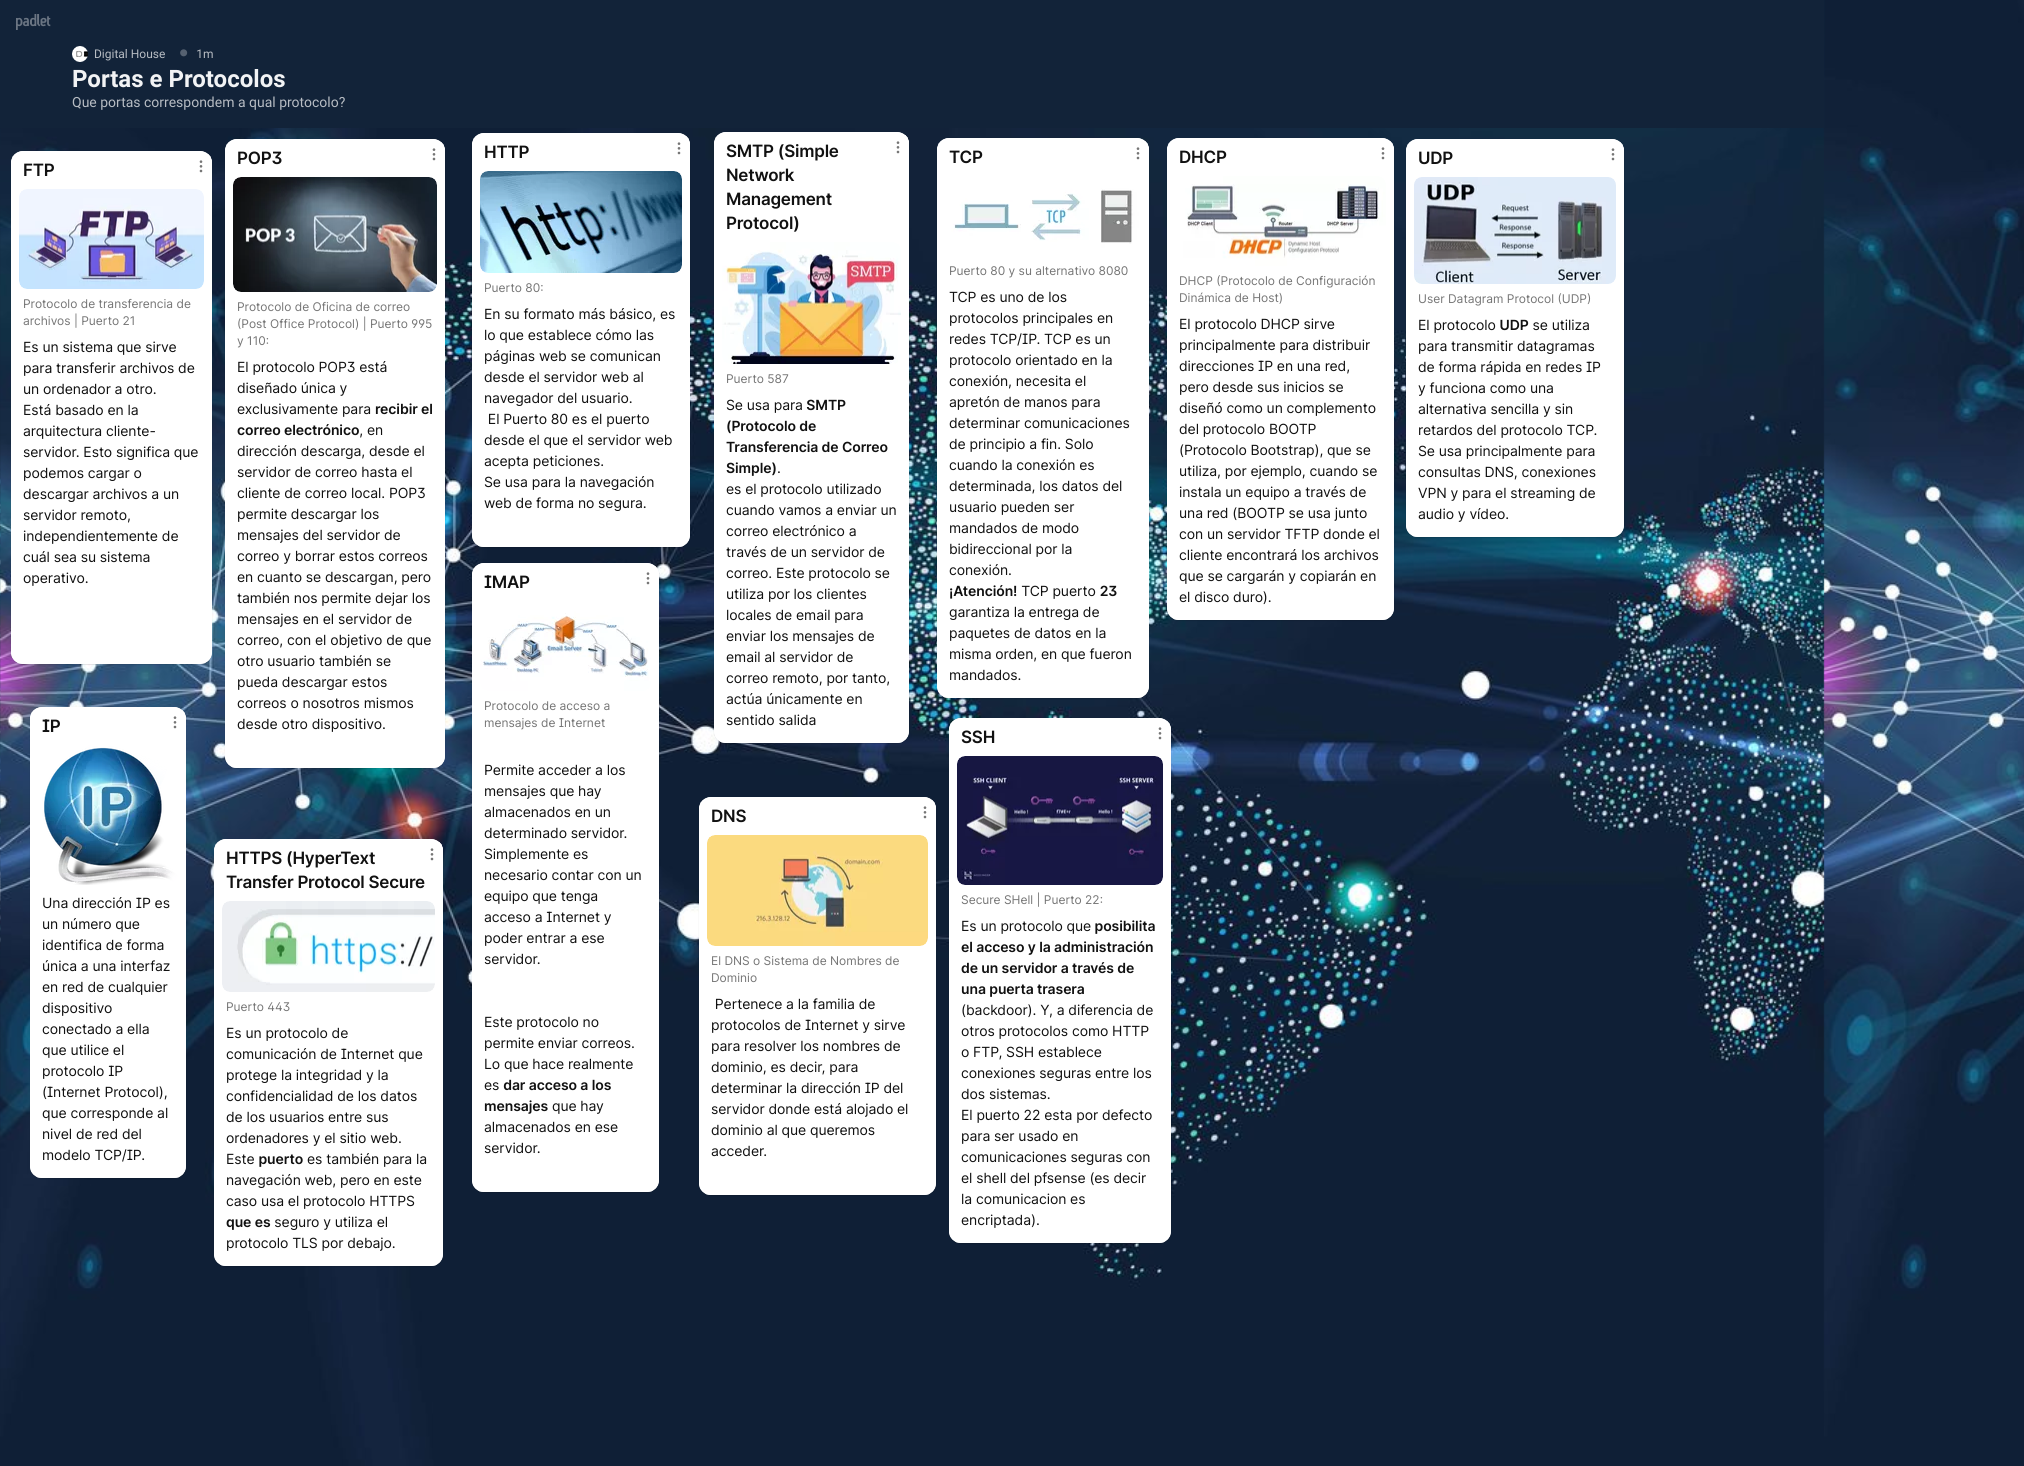 padlet
Digital House • 1m
Portas e Protocolos
Que portas correspondem a qual protocolo?
FTP
FTP
Protocolo de transferencia de
archivos | Puerto 21
Es un sistema que sirve
para transferir archivos de
un ordenador a otro.
Está basado en la
arquitectura cliente-
servidor. Esto significa que
podemos cargar o
descargar archivos a un
servidor remoto,
independientemente de
cuál sea su sistema
operativo.
IP
IP
Una dirección IP es
un número que
identifica de forma
única a una interfaz
en red de cualquier
dispositivo
conectado a ella
que utilice el
protocolo IP
(Internet Protocol),
que corresponde al
nivel de red del
modelo TCP/IP.
POP3
POP 3
Protocolo de Oficina de correo
(Post Office Protocol) | Puerto 995
y 110:
El protocolo POP3 está
diseñado única y
exclusivamente para recibir el
correo electrónico, en
dirección descarga, desde el
servidor de correo hasta el
cliente de correo local. POP3
permite descargar los
mensajes del servidor de
correo y borrar estos correos
en cuanto se descargan, pero
también nos permite dejar los
mensajes en el servidor de
correo, con el objetivo de que
otro usuario también se
pueda descargar estos
correos o nosotros mismos
desde otro dispositivo.
HTTPS (HyperText
Transfer Protocol Secure
https://
Puerto 443
Es un protocolo de
comunicación de Internet que
protege la integridad y la
confidencialidad de los datos
de los usuarios entre sus
ordenadores y el sitio web.
Este puerto es también para la
navegación web, pero en este
caso usa el protocolo HTTPS
que es seguro y utiliza el
protocolo TLS por debajo.
HTTP
http://www
Puerto 80:
En su formato más básico, es
lo que establece cómo las
páginas web se comunican
desde el servidor web al
navegador del usuario.
El Puerto 80 es el puerto
desde el que el servidor web
acepta peticiones.
Se usa para la navegación
web de forma no segura.
IMAP
Email Server
Desktop PC
Tablet
Desktop PC
Protocolo de acceso a
mensajes de Internet
Permite acceder a los
mensajes que hay
almacenados en un
determinado servidor.
Simplemente es
necesario contar con un
equipo que tenga
acceso a Internet y
poder entrar a ese
servidor.
Este protocolo no
permite enviar correos.
Lo que hace realmente
es dar acceso a los
mensajes que hay
almacenados en ese
servidor.
SMTP (Simple
Network
Management
Protocol)
SMTP
Puerto 587
Se usa para SMTP
(Protocolo de
Transferencia de Correo
Simple).
es el protocolo utilizado
cuando vamos a enviar un
correo electrónico a
través de un servidor de
correo. Este protocolo se
utiliza por los clientes
locales de email para
enviar los mensajes de
email al servidor de
correo remoto, por tanto,
actúa únicamente en
sentido salida
DNS
domain.com
216.3.128.12
El DNS o Sistema de Nombres de
Dominio
Pertenece a la familia de
protocolos de Internet y sirve
para resolver los nombres de
dominio, es decir, para
determinar la dirección IP del
servidor donde está alojado el
dominio al que queremos
acceder.
TCP
TCP
Puerto 80 y su alternativo 8080
TCP es uno de los
protocolos principales en
redes TCP/IP. TCP es un
protocolo orientado en la
conexión, necesita el
apretón de manos para
determinar comunicaciones
de principio a fin. Solo
cuando la conexión es
determinada, los datos del
usuario pueden ser
mandados de modo
bidireccional por la
conexión.
¡Atención! TCP puerto 23
garantiza la entrega de
paquetes de datos en la
misma orden, en que fueron
mandados.
SSH
SSH CLIENT
SSH SERVER
Hello !
Hello !
Secure SHell | Puerto 22:
Es un protocolo que posibilita
el acceso y la administración
de un servidor a través de
una puerta trasera
(backdoor). Y, a diferencia de
otros protocolos como HTTP
o FTP, SSH establece
conexiones seguras entre los
dos sistemas.
El puerto 22 esta por defecto
para ser usado en
comunicaciones seguras con
el shell del pfsense (es decir
la comunicacion es
encriptada).
DHCP
DHCP Client
Router
DHCP Server
DHCP
Dynamic Host
Configuration Protocol
DHCP (Protocolo de Configuración
Dinámica de Host)
El protocolo DHCP sirve
principalmente para distribuir
direcciones IP en una red,
pero desde sus inicios se
diseñó como un complemento
del protocolo BOOTP
(Protocolo Bootstrap), que se
utiliza, por ejemplo, cuando se
instala un equipo a través de
una red (BOOTP se usa junto
con un servidor TFTP donde el
cliente encontrará los archivos
que se cargarán y copiarán en
el disco duro).
UDP
UDP
Request
Response
Response
Client
Server
User Datagram Protocol (UDP)
El protocolo UDP se utiliza
para transmitir datagramas
de forma rápida en redes IP
y funciona como una
alternativa sencilla y sin
retardos del protocolo TCP.
Se usa principalmente para
consultas DNS, conexiones
VPN y para el streaming de
audio y vídeo.